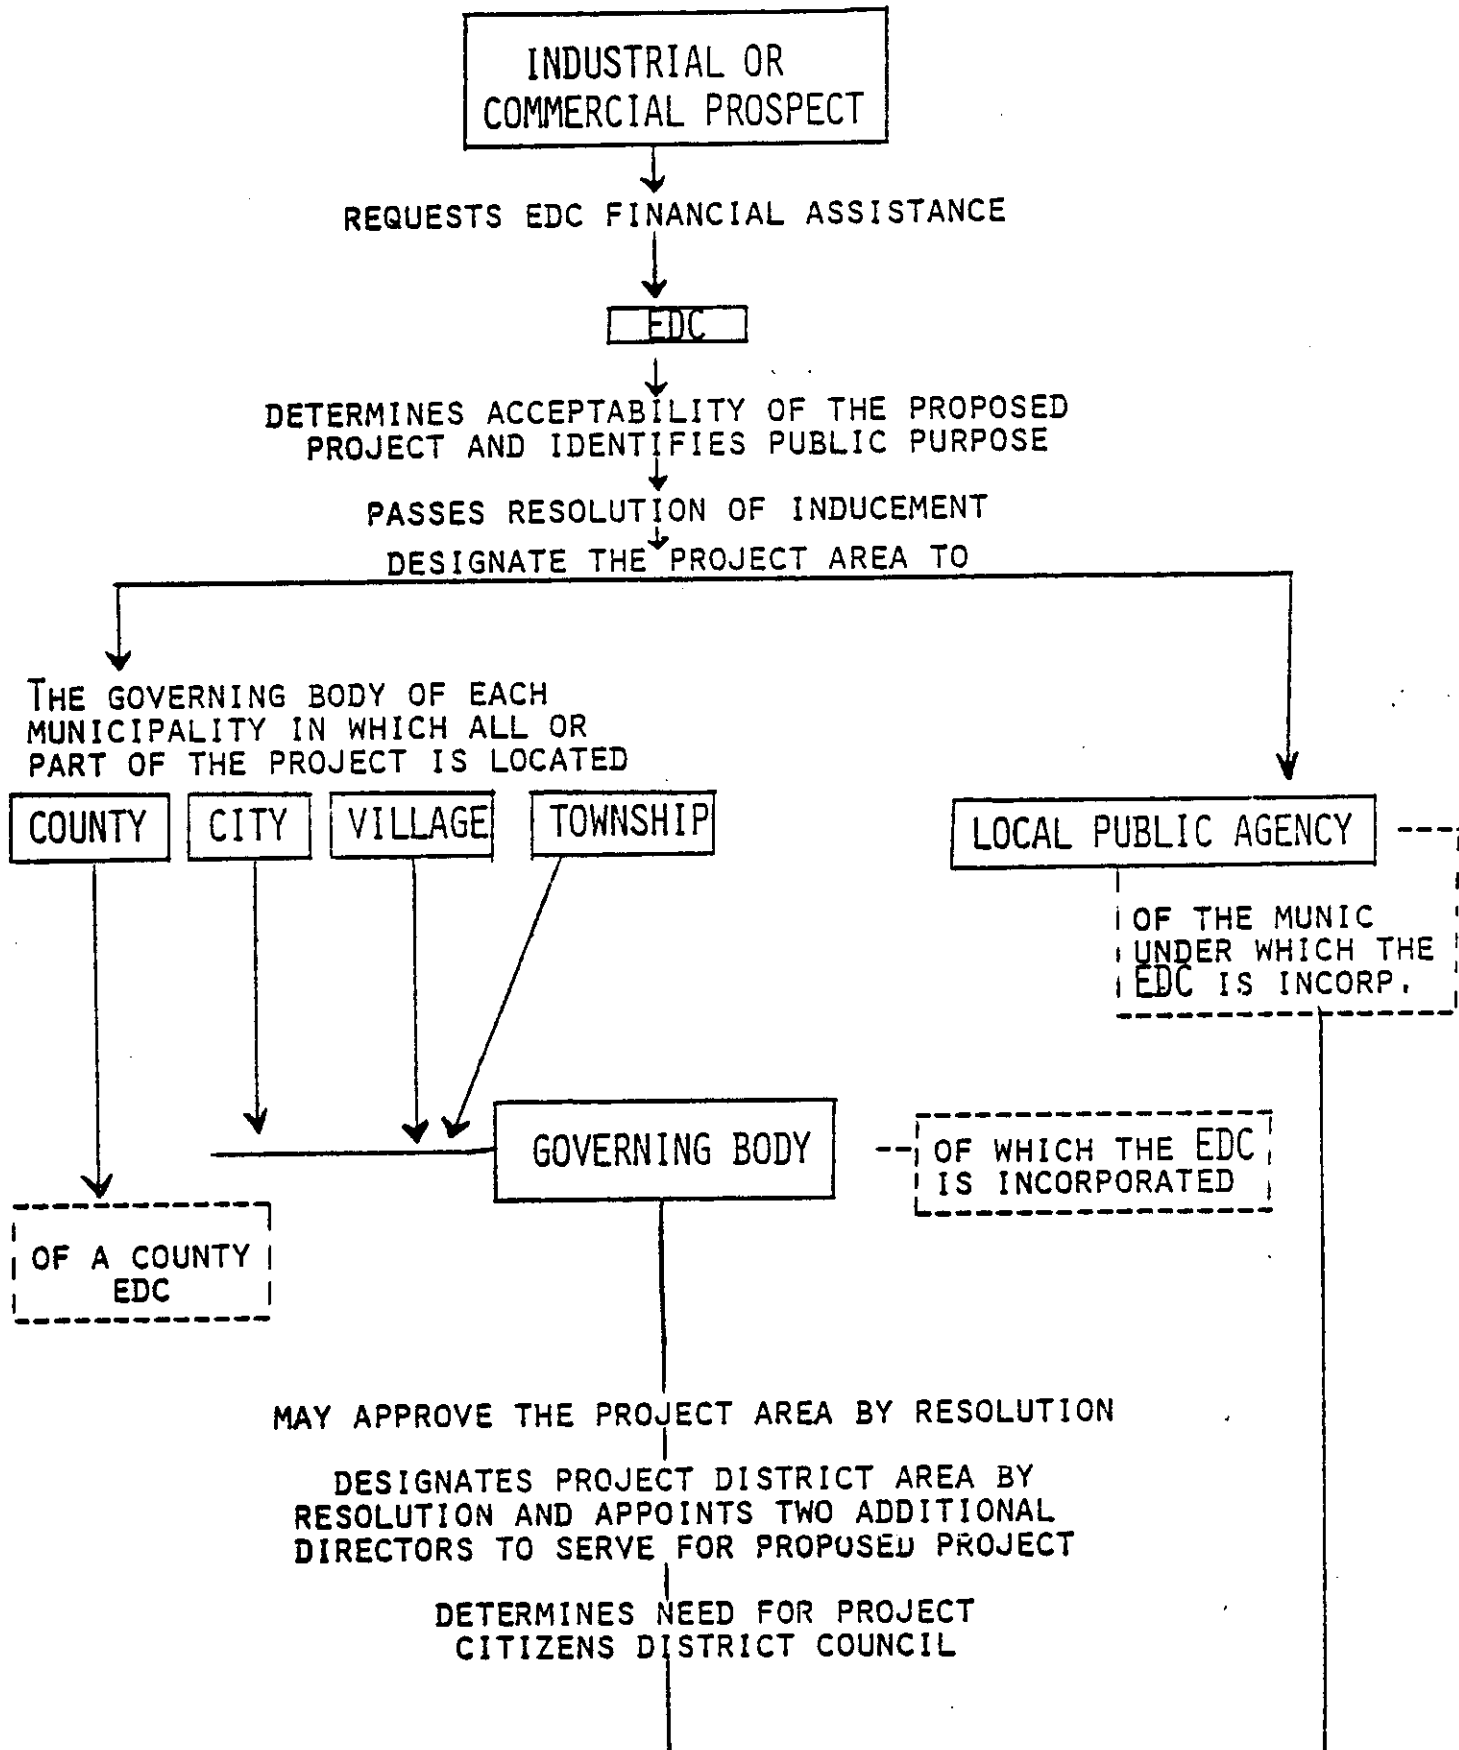 INDUSTRIAL OR
COMMERCIAL PROSPECT
REQUESTS EDC FINANCIAL ASSISTANCE
EDC
DETERMINES ACCEPTABILITY OF THE PROPOSED
PROJECT AND IDENTIFIES PUBLIC PURPOSE
PASSES RESOLUTION OF INDUCEMENT
DESIGNATE THE PROJECT AREA TO
THE GOVERNING BODY OF EACH
MUNICIPALITY IN WHICH ALL OR
PART OF THE PROJECT IS LOCATED
COUNTY
CITY
VILLAGE
TOWNSHIP
LOCAL PUBLIC AGENCY
OF THE MUNIC
UNDER WHICH THE
EDC IS INCORP.
GOVERNING BODY
OF WHICH THE EDC
IS INCORPORATED
OF A COUNTY
EDC
MAY APPROVE THE PROJECT AREA BY RESOLUTION
DESIGNATES PROJECT DISTRICT AREA BY
RESOLUTION AND APPOINTS TWO ADDITIONAL
DIRECTORS TO SERVE FOR PROPOSED PROJECT
DETERMINES NEED FOR PROJECT
CITIZENS DISTRICT COUNCIL